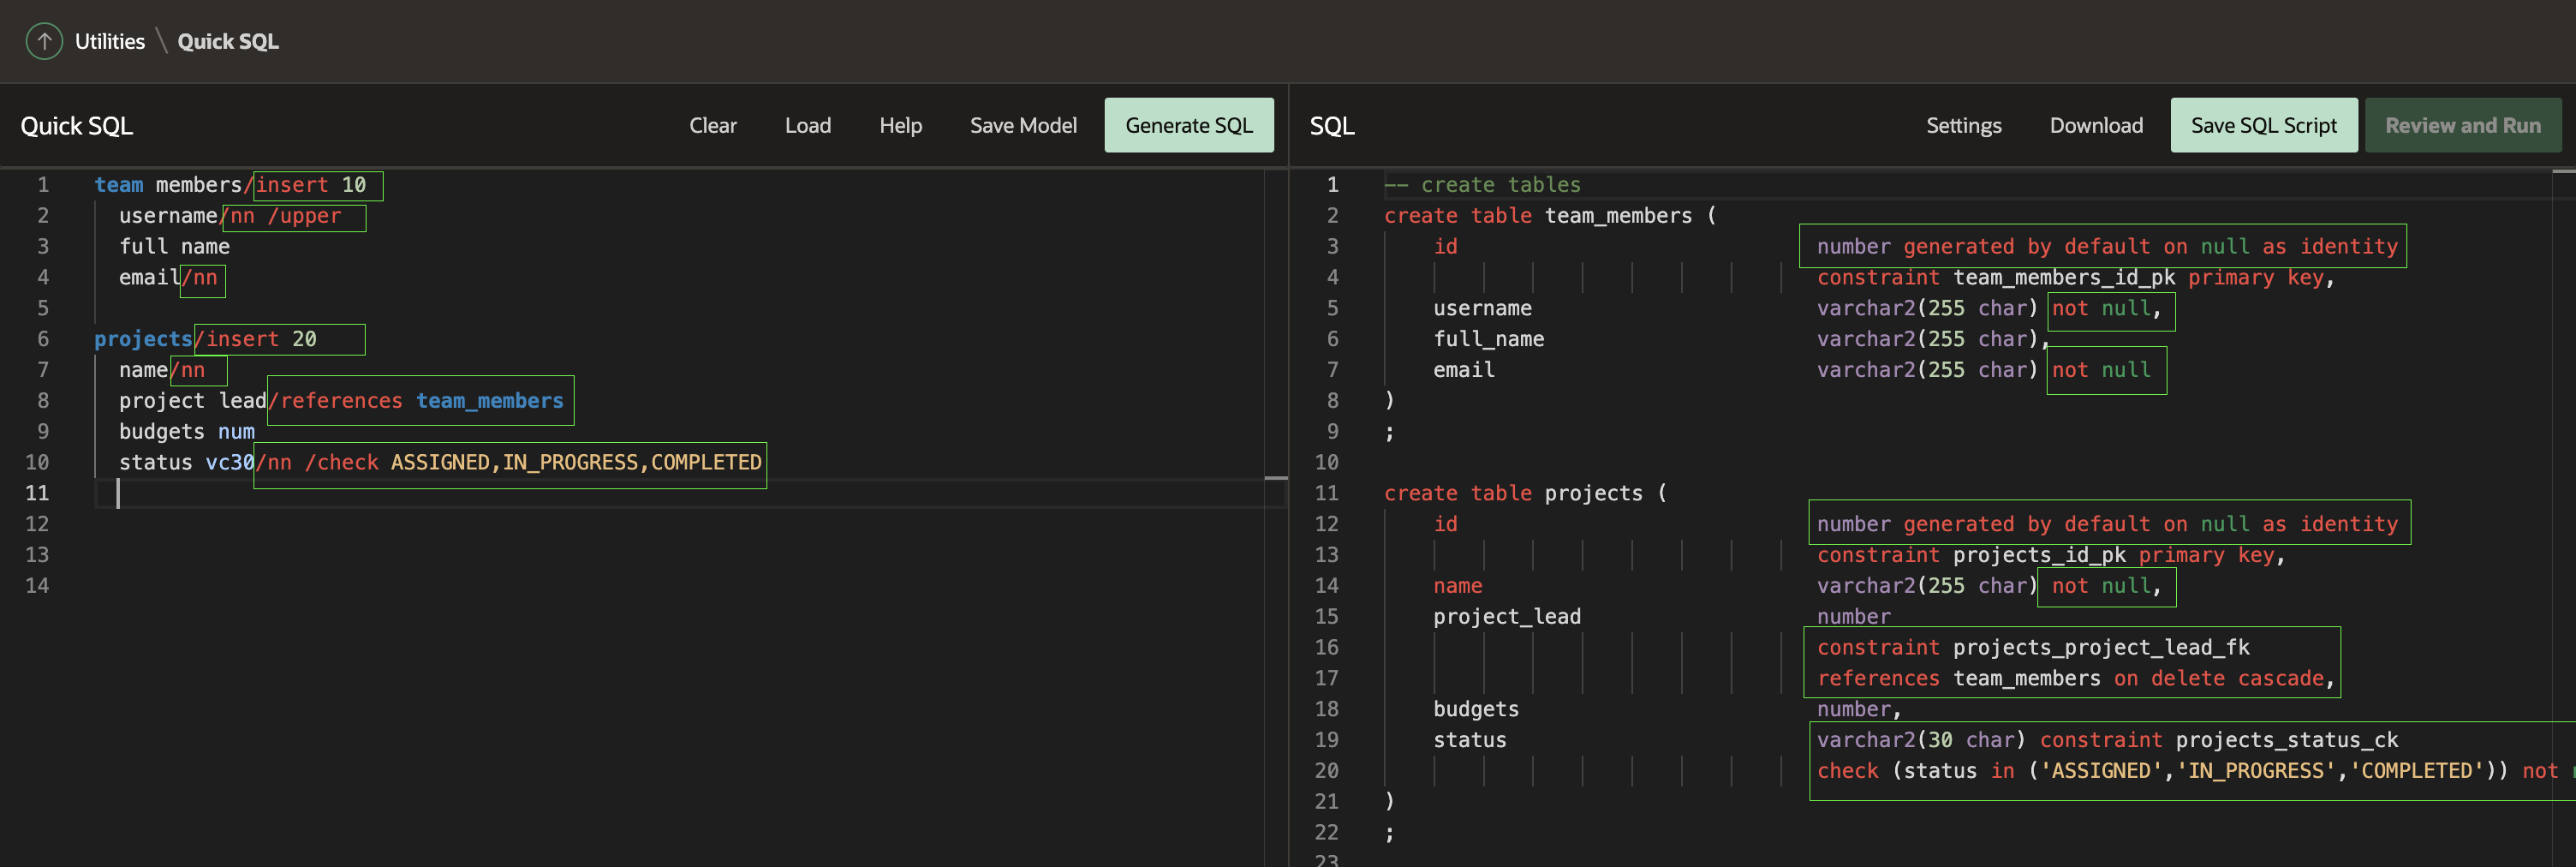 Utilities \ Quick SQL
Quick SQL
Clear
Load
Help
Save Model
Generate SQL
1 team members/insert 10
2 username/nn /upper
3 full name
4 email/nn
5
6 projects/insert 20
7 name/nn
8 project lead/references team_members
9 budgets num
10 status vc30/nn /check ASSIGNED,IN_PROGRESS,COMPLETED
11
12
13
14
SQL
Settings
Download
Save SQL Script
Review and Run
1 -- create tables
2 create table team_members (
3 id number generated by default on null as identity
4 constraint team_members_id_pk primary key,
5 username varchar2(255 char) not null,
6 full_name varchar2(255 char),
7 email varchar2(255 char) not null
8 )
9 ;
10
11 create table projects (
12 id number generated by default on null as identity
13 constraint projects_id_pk primary key,
14 name varchar2(255 char) not null,
15 project_lead number
16 constraint projects_project_lead_fk
17 references team_members on delete cascade,
18 budgets number,
19 status varchar2(30 char) constraint projects_status_ck
20 check (status in ('ASSIGNED','IN_PROGRESS','COMPLETED')) not
21 )
22 ;
23